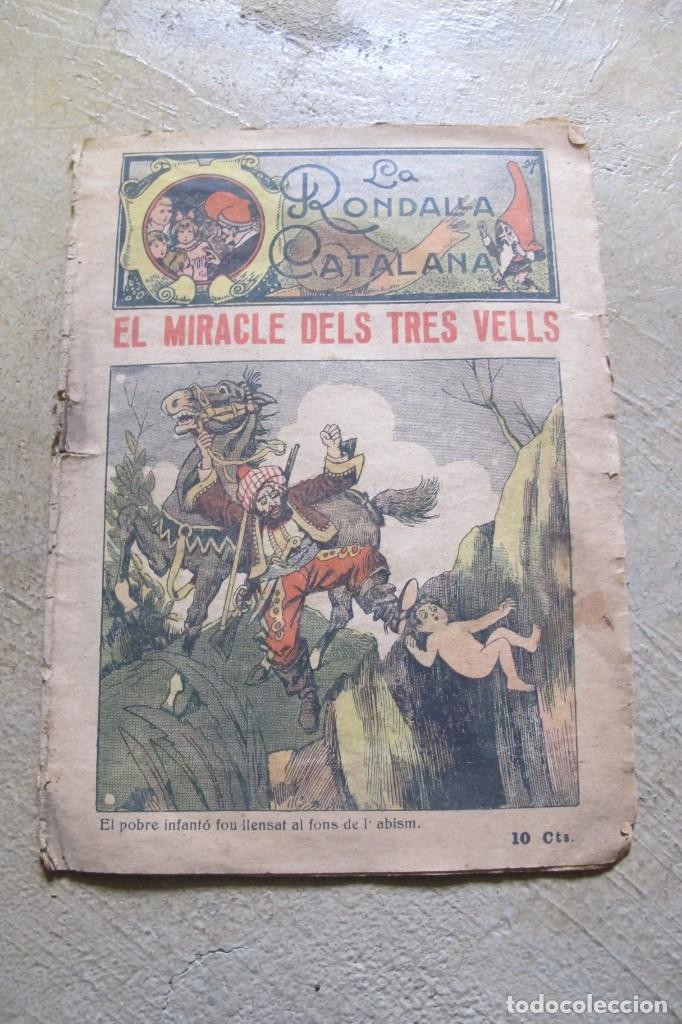 La
Rondalla
Catalana
EL MIRACLE DELS TRES VELLS
El pobre infantó fou llensat al fons de l' abism.
10 Cts.
todocoleccion.net